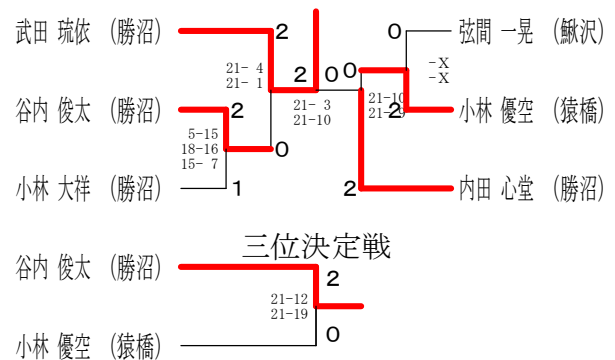 武田 琉依 (勝沼) 2 0 弦間 一晃 (鰍沢)
21- 4
21- 1
2 0 0
-X
-X
谷内 俊太 (勝沼) 2
21- 3
21-10
21-10
2 小林 優空 (猿橋)
5-15
18-16
15- 7
0
小林 大祥 (勝沼) 1 2 内田 心堂 (勝沼)
三位決定戦
谷内 俊太 (勝沼) 2
21-12
21-19
小林 優空 (猿橋) 0